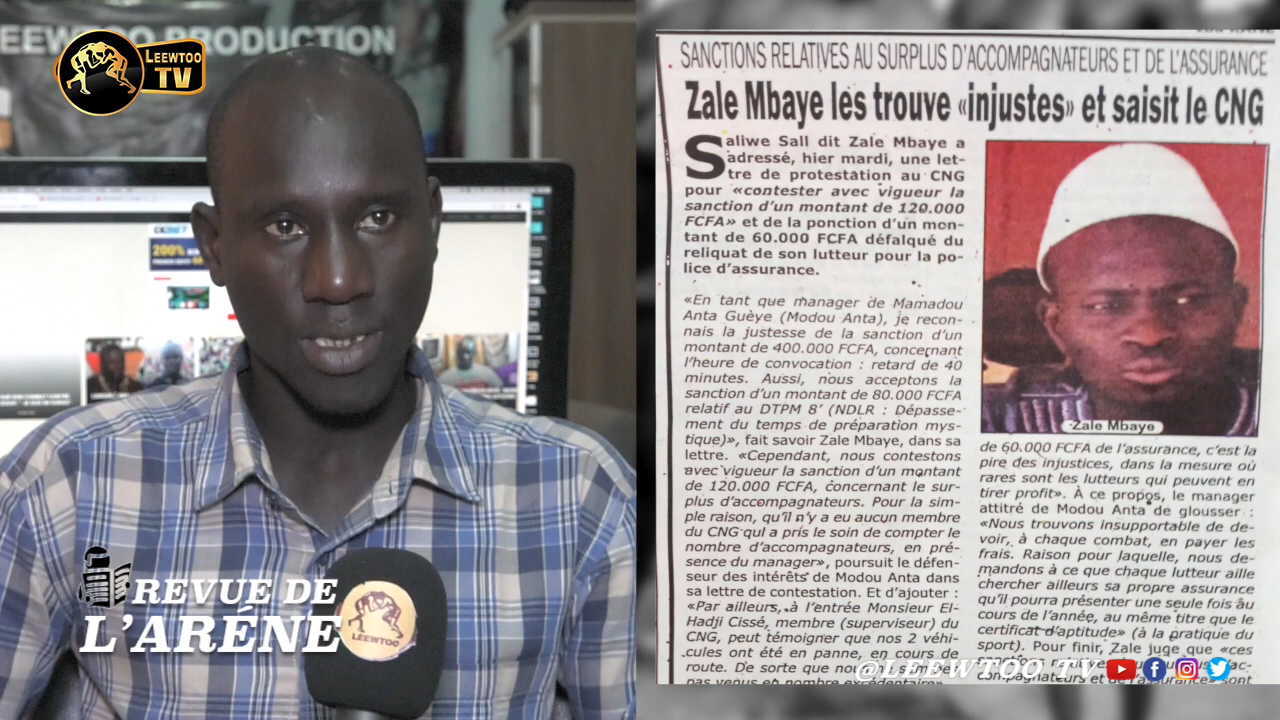 LEEWTOO PRODUCTION
LEEWTOO
TV
200%
REVUE DE
L'ARÉNE
LEEWTOO
SANCTIONS RELATIVES AU SURPLUS D'ACCOMPAGNATEURS ET DE L'ASSURANCE
Zale Mbaye les trouve «injustes» et saisit le CNG
Saliwe Sall dit Zale Mbaye a
adressé, hier mardi, une let-
tre de protestation au CNG
pour «contester avec vigueur la
sanction d'un montant de 120.000
FCFA» et de la ponction d'un mon-
tant de 60.000 FCFA défalqué du
reliquat de son lutteur pour la po-
lice d'assurance.
«En tant que manager de Mamadou
Anta Guèye (Modou Anta), je recon-
nais la justesse de la sanction d'un
montant de 400.000 FCFA, concernant
l'heure de convocation : retard de 40
minutes. Aussi, nous acceptons la
sanction d'un montant de 80.000 FCFA
relatif au DTPM 8' (NDLR : Dépasse-
ment du temps de préparation mys-
tique)», fait savoir Zale Mbaye, dans sa
lettre. «Cependant, nous contestons
avec vigueur la sanction d'un montant
de 120.000 FCFA, concernant le sur-
plus d'accompagnateurs. Pour la sim-
ple raison, qu'il n'y a eu aucun membre
du CNG qui a pris le soin de compter le
nombre d'accompagnateurs, en pré-
sence du manager», poursuit le défen-
seur des intérêts de Modou Anta dans
sa lettre de contestation. Et d'ajouter :
«Par ailleurs, à l'entrée Monsieur El-
Hadji Cissé, membre (superviseur) du
CNG, peut témoigner que nos 2 véhi-
cules ont été en panne, en cours de
route. De sorte que nous ne sommes
pas venus en nombre excédentaire».
Zale Mbaye
de 60.000 FCFA de l'assurance, c'est la
pire des injustices, dans la mesure où
rares sont les lutteurs qui peuvent en
tirer profit». À ce propos, le manager
attitré de Modou Anta de glousser :
«Nous trouvons insupportable de de-
voir, à chaque combat, en payer les
frais. Raison pour laquelle, nous de-
mandons à ce que chaque lutteur aille
chercher ailleurs sa propre assurance
qu'il pourra présenter une seule fois au
cours de l'année, au même titre que le
certificat d'aptitude» (à la pratique du
sport). Pour finir, Zale juge que «ces
compagnateurs et de l'assurance» sont
@LEEWTOO TV